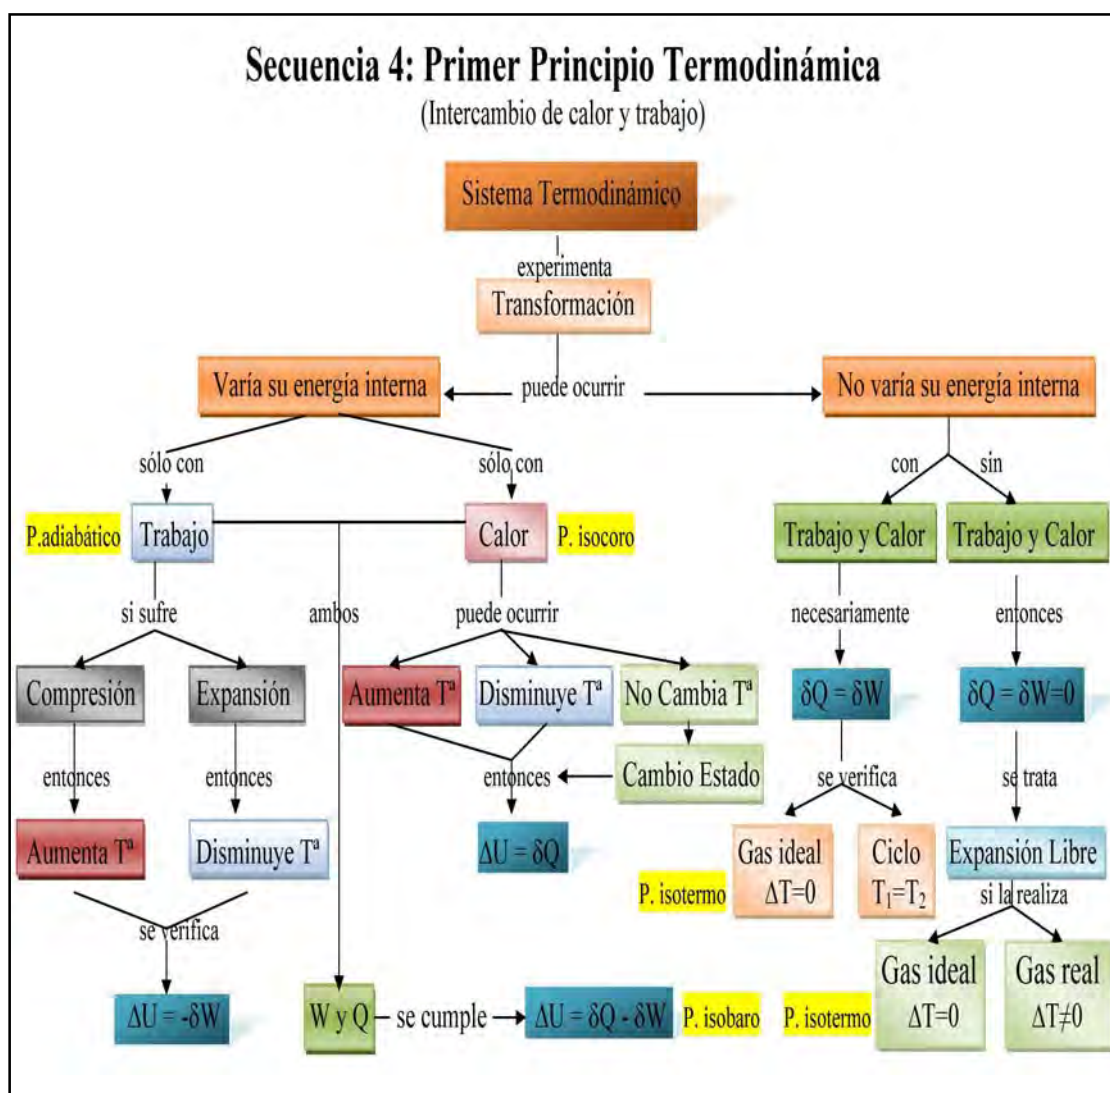 Secuencia 4: Primer Principio Termodinámica
(Intercambio de calor y trabajo)
Sistema Termodinámico
experimenta
Transformación
Varía su energía interna
puede ocurrir
No varía su energía interna
sólo con
sólo con
con
sin
P.adiabático
Trabajo
Calor
P. isocoro
Trabajo y Calor
Trabajo y Calor
si sufre
ambos
puede ocurrir
necesariamente
entonces
Compresión
Expansión
Aumenta Tª
Disminuye Tª
No Cambia Tª
δQ = δW
δQ = δW=0
entonces
entonces
entonces
Cambio Estado
se verifica
se trata
Aumenta Tª
Disminuye Tª
ΔU = δQ
Gas ideal
ΔT=0
Ciclo
T₁=T₂
Expansión Libre
P. isotermo
si la realiza
se verifica
Gas ideal
ΔT=0
Gas real
ΔT≠0
ΔU = -δW
W y Q
se cumple
ΔU = δQ - δW
P. isobaro
P. isotermo